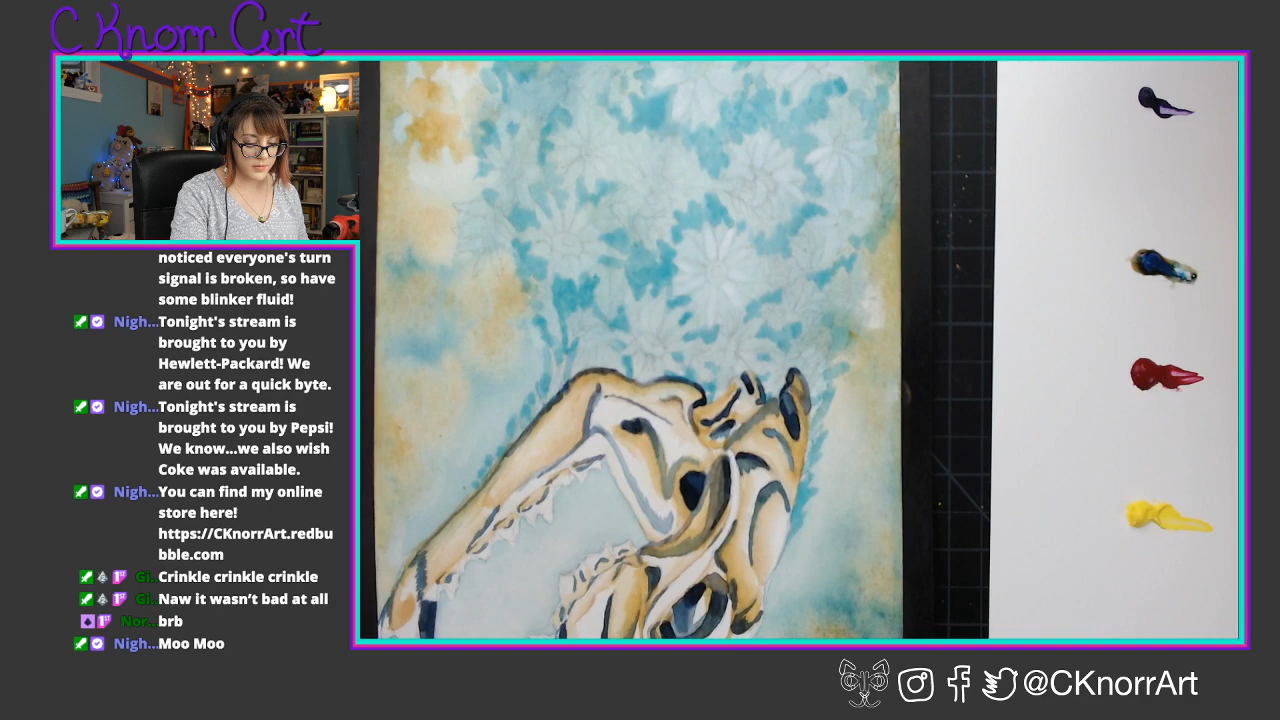 C Knorr Art
noticed everyone's turn
signal is broken, so have
some blinker fluid!
Nigh... Tonight's stream is
brought to you by
Hewlett-Packard! We
are out for a quick byte.
Nigh... Tonight's stream is
brought to you by Pepsi!
We know...we also wish
Coke was available.
Nigh... You can find my online
store here!
https://CKnorrArt.redbu
bble.com
Gi... Crinkle crinkle crinkle
Gi... Naw it wasn't bad at all
Nor... brb
Nigh... Moo Moo
@CKnorrArt